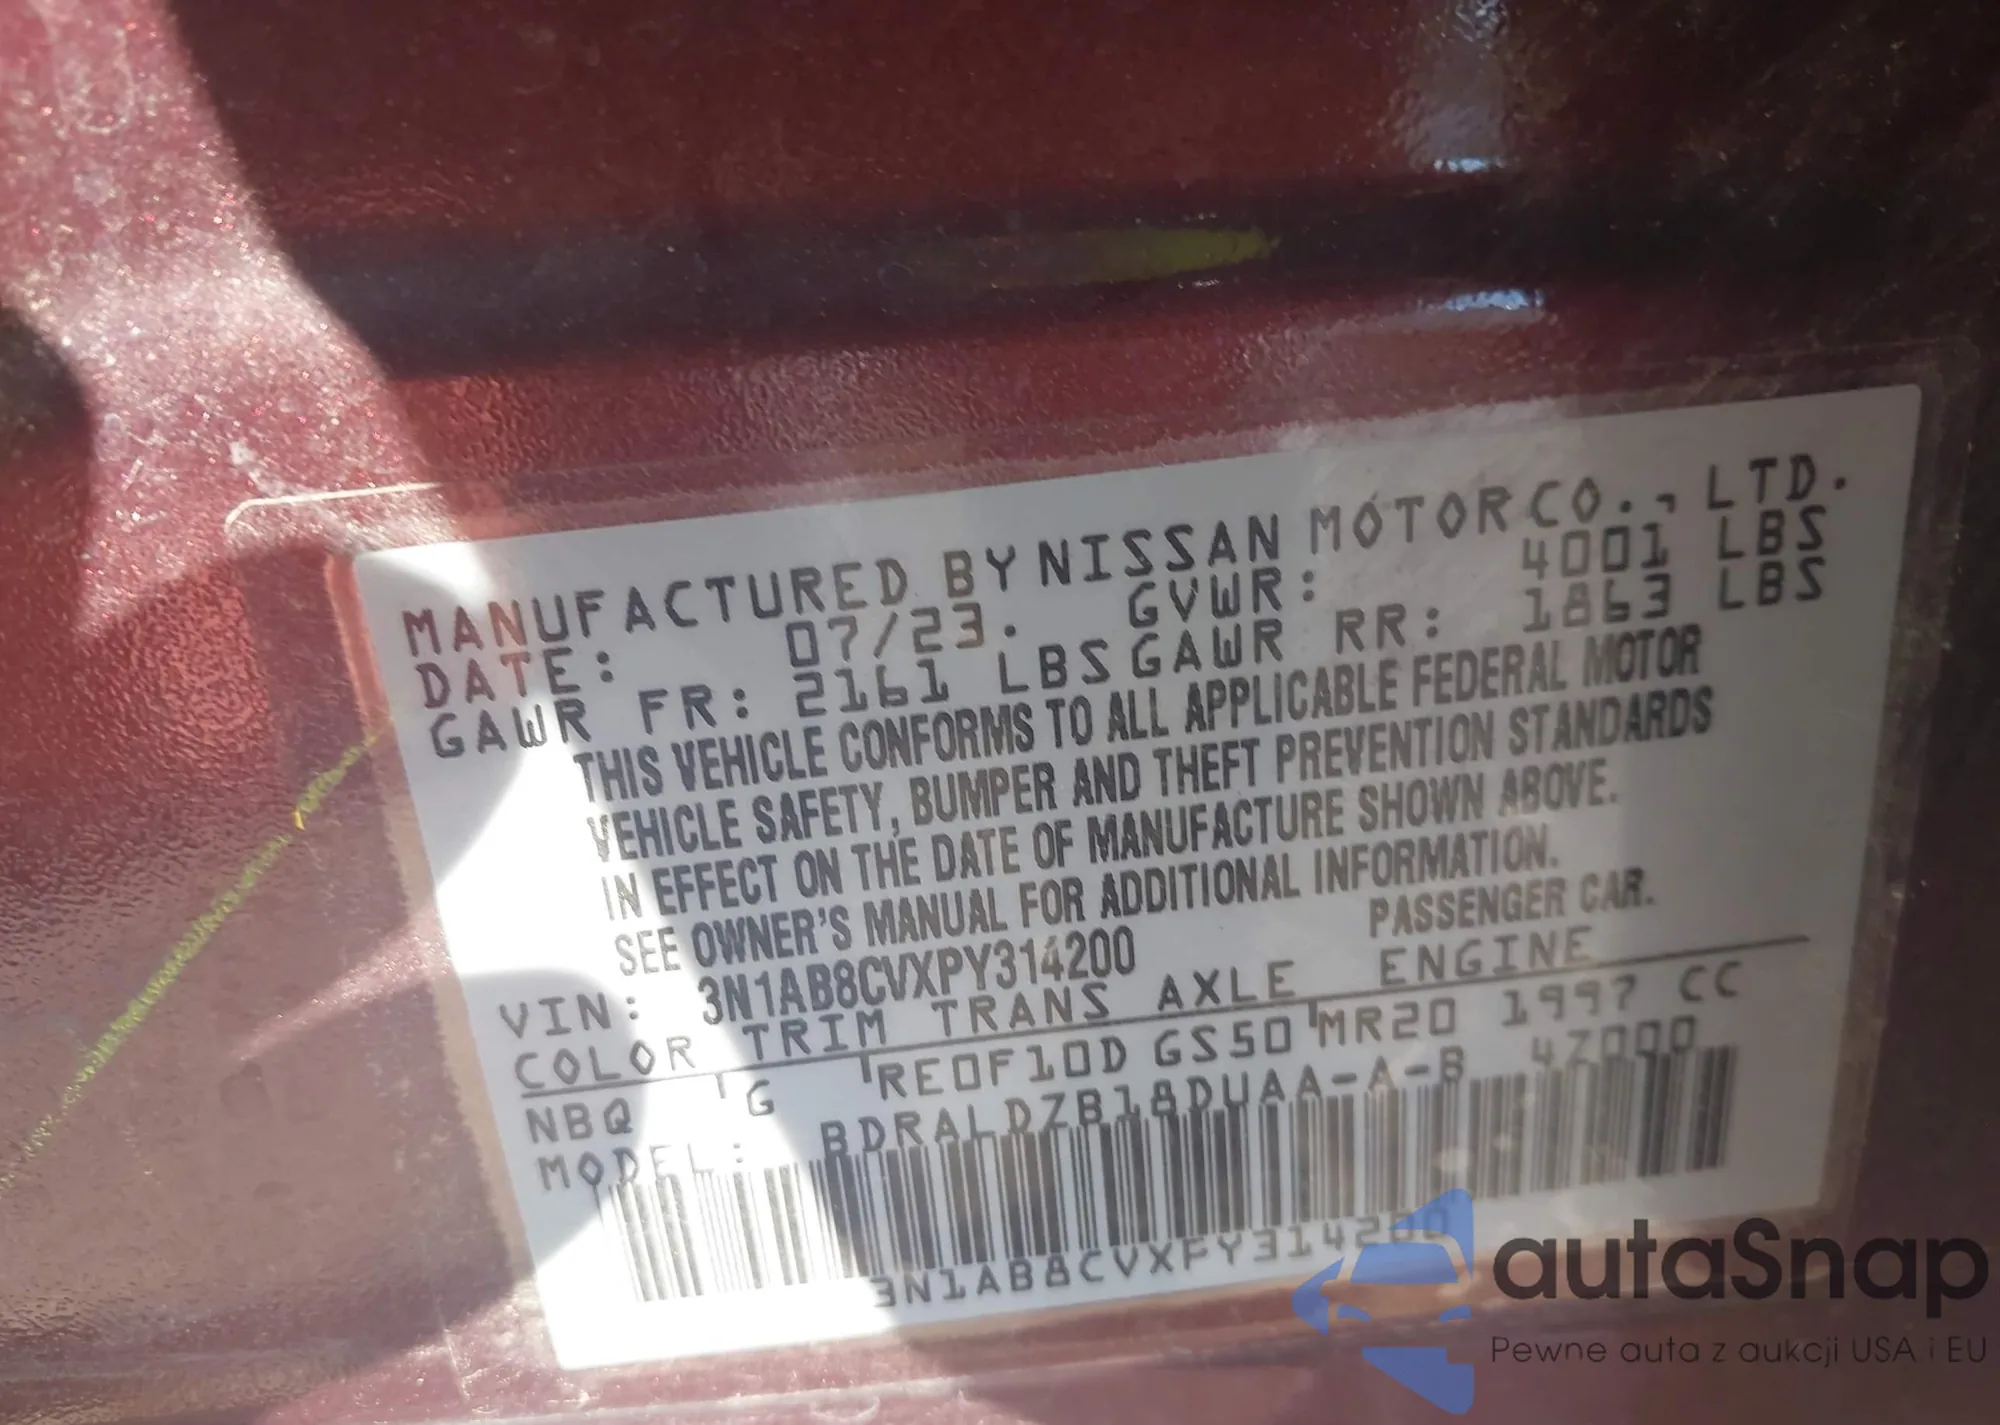 MANUFACTURED BY NISSAN MOTOR CO., LTD.
DATE: 07/23. GVWR: 4001 LBS
GAWR FR: 2161 LBS GAWR RR: 1863 LBS
THIS VEHICLE CONFORMS TO ALL APPLICABLE FEDERAL MOTOR
VEHICLE SAFETY, BUMPER AND THEFT PREVENTION STANDARDS
IN EFFECT ON THE DATE OF MANUFACTURE SHOWN ABOVE.
SEE OWNER'S MANUAL FOR ADDITIONAL INFORMATION.
VIN: 3N1AB8CVXPY314200 PASSENGER CAR.
COLOR TRIM TRANS AXLE ENGINE
NBQ G RE0F10D GS50 MR20 1997 CC
MODEL: BDRALDZB18DUAA-A-B 4Z000
3N1AB8CVXPY314200
autaSnap
Pewne auta z aukcji USA i EU